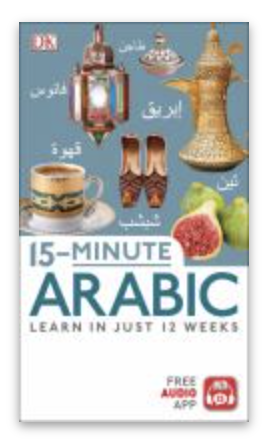 DK
طاجن
فانوس
إبريق
قهوة
تين
شبشب
15-MINUTE
ARABIC
LEARN IN JUST 12 WEEKS
FREE
AUDIO
APP